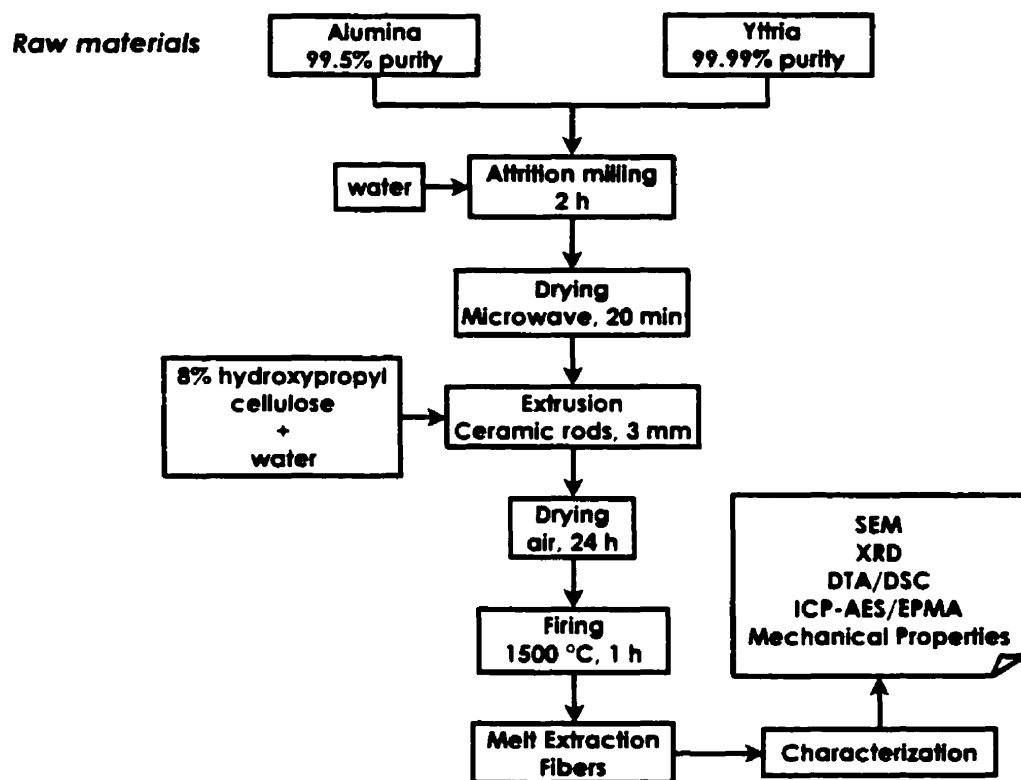 Raw materials
Alumina
99.5% purity
Yttria
99.99% purity
water
Attrition milling
2 h
Drying
Microwave, 20 min
8% hydroxypropyl
cellulose
+
water
Extrusion
Ceramic rods, 3 mm
Drying
air, 24 h
Firing
1500 °C, 1 h
Melt Extraction
Fibers
Characterization
SEM
XRD
DTA/DSC
ICP-AES/EPMA
Mechanical Properties